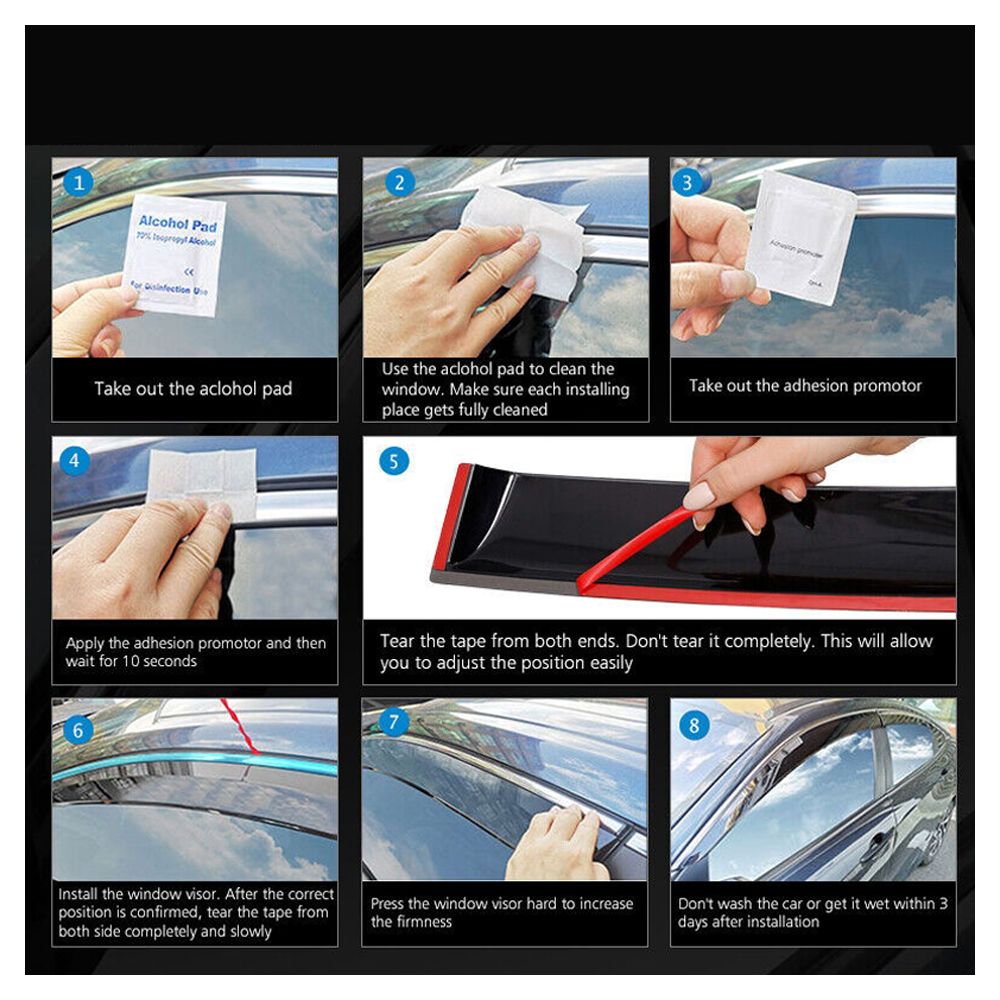 1
Alcohol Pad
70% Isopropyl Alcohol
CE
For Disinfection Use
Take out the aclohol pad
2
Use the aclohol pad to clean the
window. Make sure each installing
place gets fully cleaned
3
Adhesion promoter
Take out the adhesion promotor
4
Apply the adhesion promotor and then
wait for 10 seconds
5
Tear the tape from both ends. Don't tear it completely. This will allow
you to adjust the position easily
6
Install the window visor. After the correct
position is confirmed, tear the tape from
both side completely and slowly
7
Press the window visor hard to increase
the firmness
8
Don't wash the car or get it wet within 3
days after installation